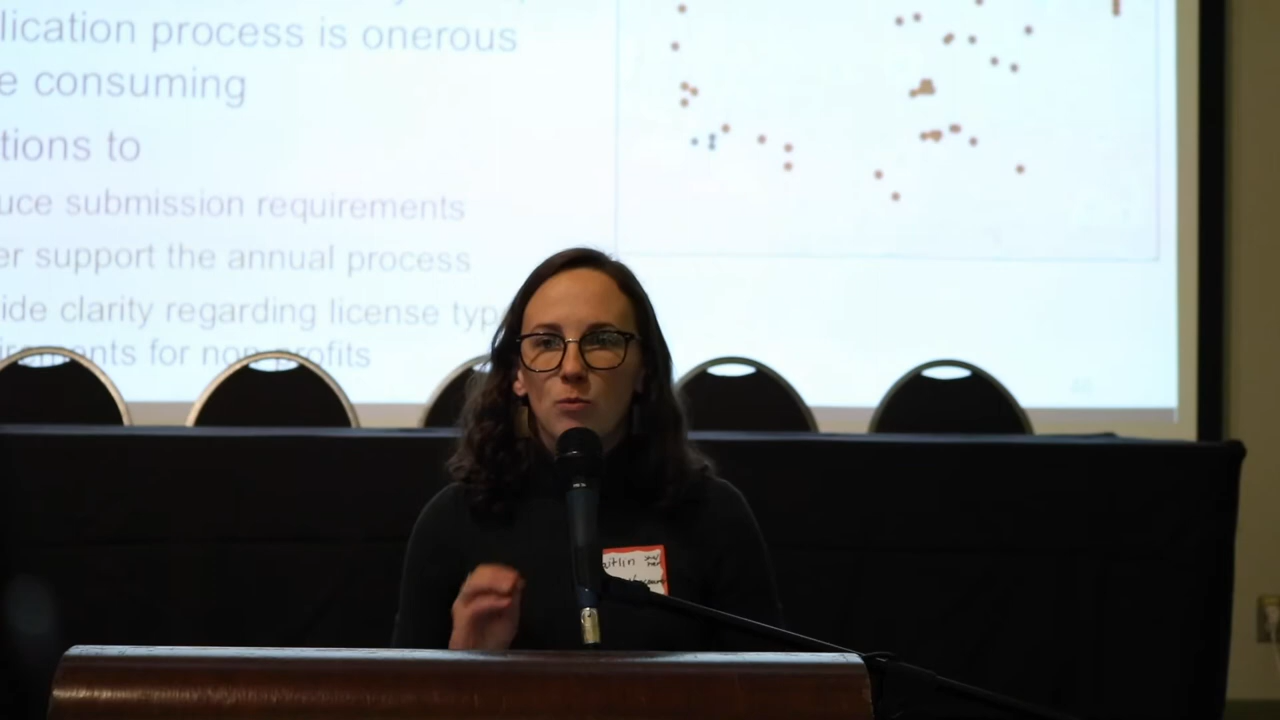 lication process is onerous
e consuming
tions to
uce submission requirements
er support the annual process
ide clarity regarding license typ
irements for non-profits
aitlin